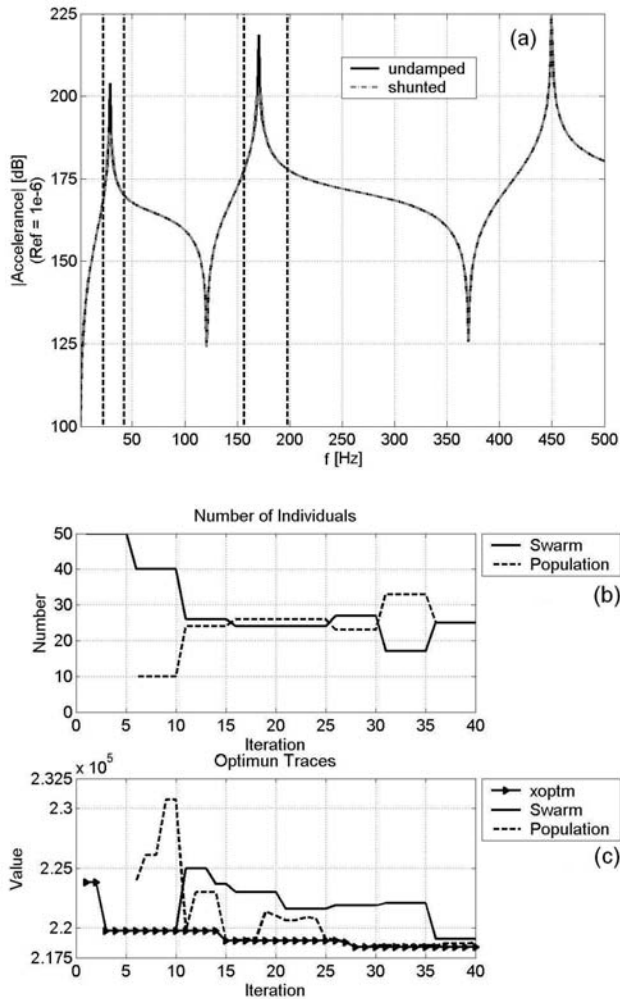 225
200
175
150
125
100
|Accelerance| [dB]
(Ref = 1e-6)
(a)
undamped
shunted
50 100 150 200 250 300 350 400 450 500
f [Hz]
Number of Individuals
50
40
30
20
10
0
Number
Swarm
Population
(b)
0 5 10 15 20 25 30 35 40
Iteration
Optimun Traces
x 10^5
2.325
2.3
2.25
2.2
2.175
Value
xoptm
Swarm
Population
(c)
0 5 10 15 20 25 30 35 40
Iteration